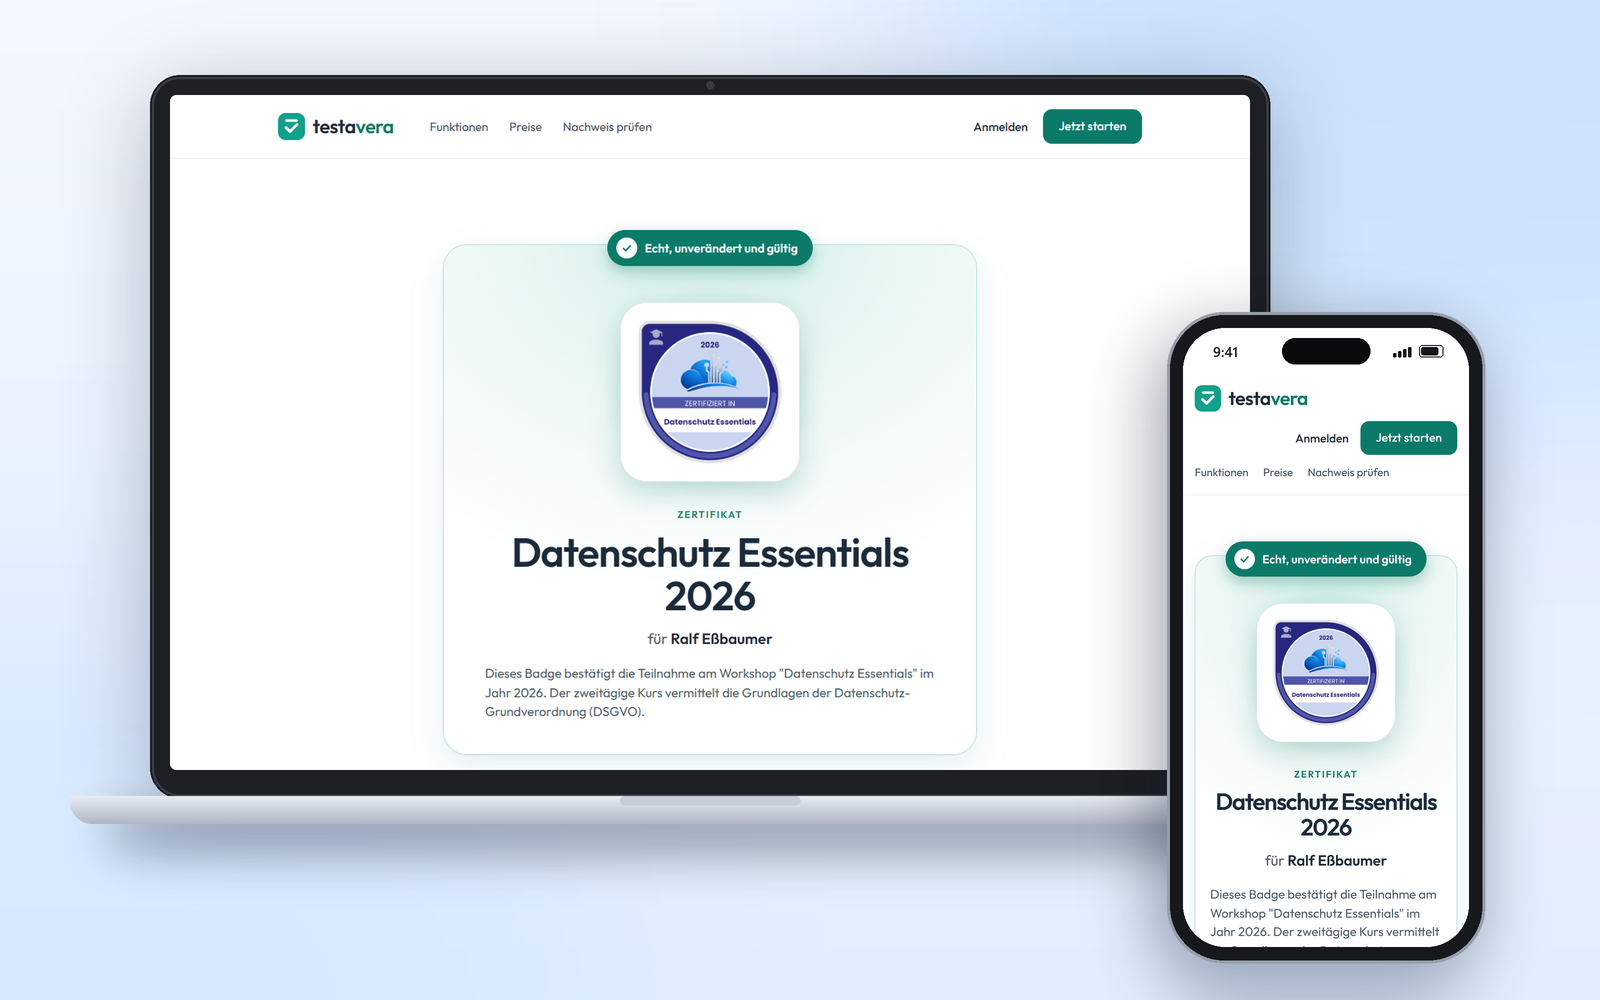 testavera
Funktionen Preise Nachweis prüfen
Anmelden Jetzt starten
Echt, unverändert und gültig
2026
ZERTIFIZIERT IN
Datenschutz Essentials
ZERTIFIKAT
Datenschutz Essentials
2026
für Ralf Eßbaumer
Dieses Badge bestätigt die Teilnahme am Workshop "Datenschutz Essentials" im
Jahr 2026. Der zweitägige Kurs vermittelt die Grundlagen der Datenschutz-
Grundverordnung (DSGVO).
9:41
testavera
Anmelden Jetzt starten
Funktionen Preise Nachweis prüfen
Echt, unverändert und gültig
2026
ZERTIFIZIERT IN
Datenschutz Essentials
ZERTIFIKAT
Datenschutz Essentials
2026
für Ralf Eßbaumer
Dieses Badge bestätigt die Teilnahme am
Workshop "Datenschutz Essentials" im
Jahr 2026. Der zweitägige Kurs vermittelt